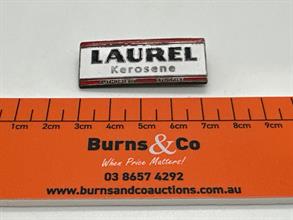 LAUREL
Kerosene
1cm 2cm 3cm 4cm 5cm 6cm 7cm 8cm 9cm
Burns & Co
When Price Matters!
03 8657 4292
www.burnsandcoauctions.com.au